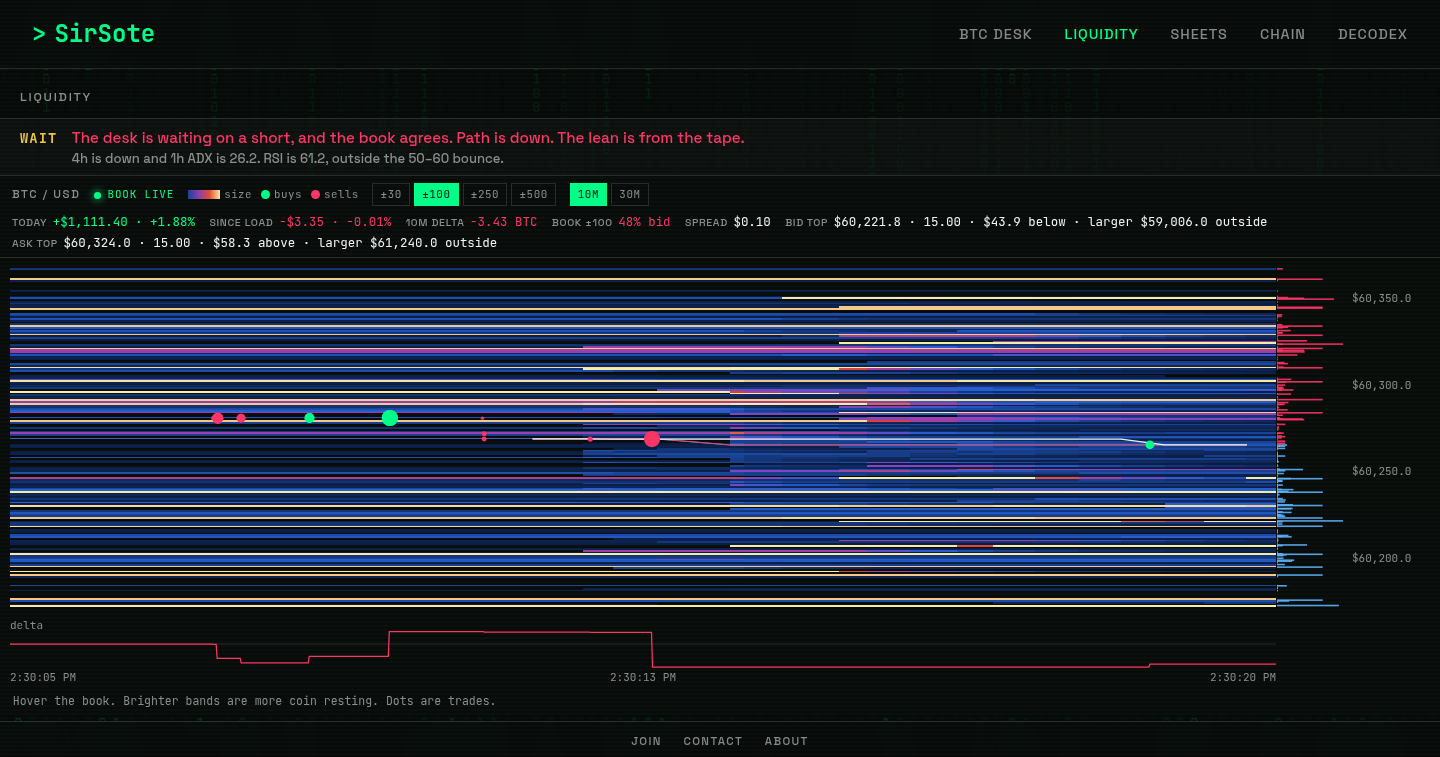 > SirSote
BTC DESK LIQUIDITY SHEETS CHAIN DECODEX
LIQUIDITY
WAIT The desk is waiting on a short, and the book agrees. Path is down. The lean is from the tape.
4h is down and 1h ADX is 26.2. RSI is 61.2, outside the 50–60 bounce.
BTC / USD BOOK LIVE size buys sells ±30 ±100 ±250 ±500 10M 30M
TODAY +$1,111.40 · +1.88% SINCE LOAD -$3.35 · -0.01% 10M DELTA -3.43 BTC BOOK ±100 48% bid SPREAD $0.10 BID TOP $60,221.8 · 15.00 · $43.9 below · larger $59,006.0 outside
ASK TOP $60,324.0 · 15.00 · $58.3 above · larger $61,240.0 outside
$60,350.0
$60,300.0
$60,250.0
$60,200.0
delta
2:30:05 PM 2:30:13 PM 2:30:20 PM
Hover the book. Brighter bands are more coin resting. Dots are trades.
JOIN CONTACT ABOUT